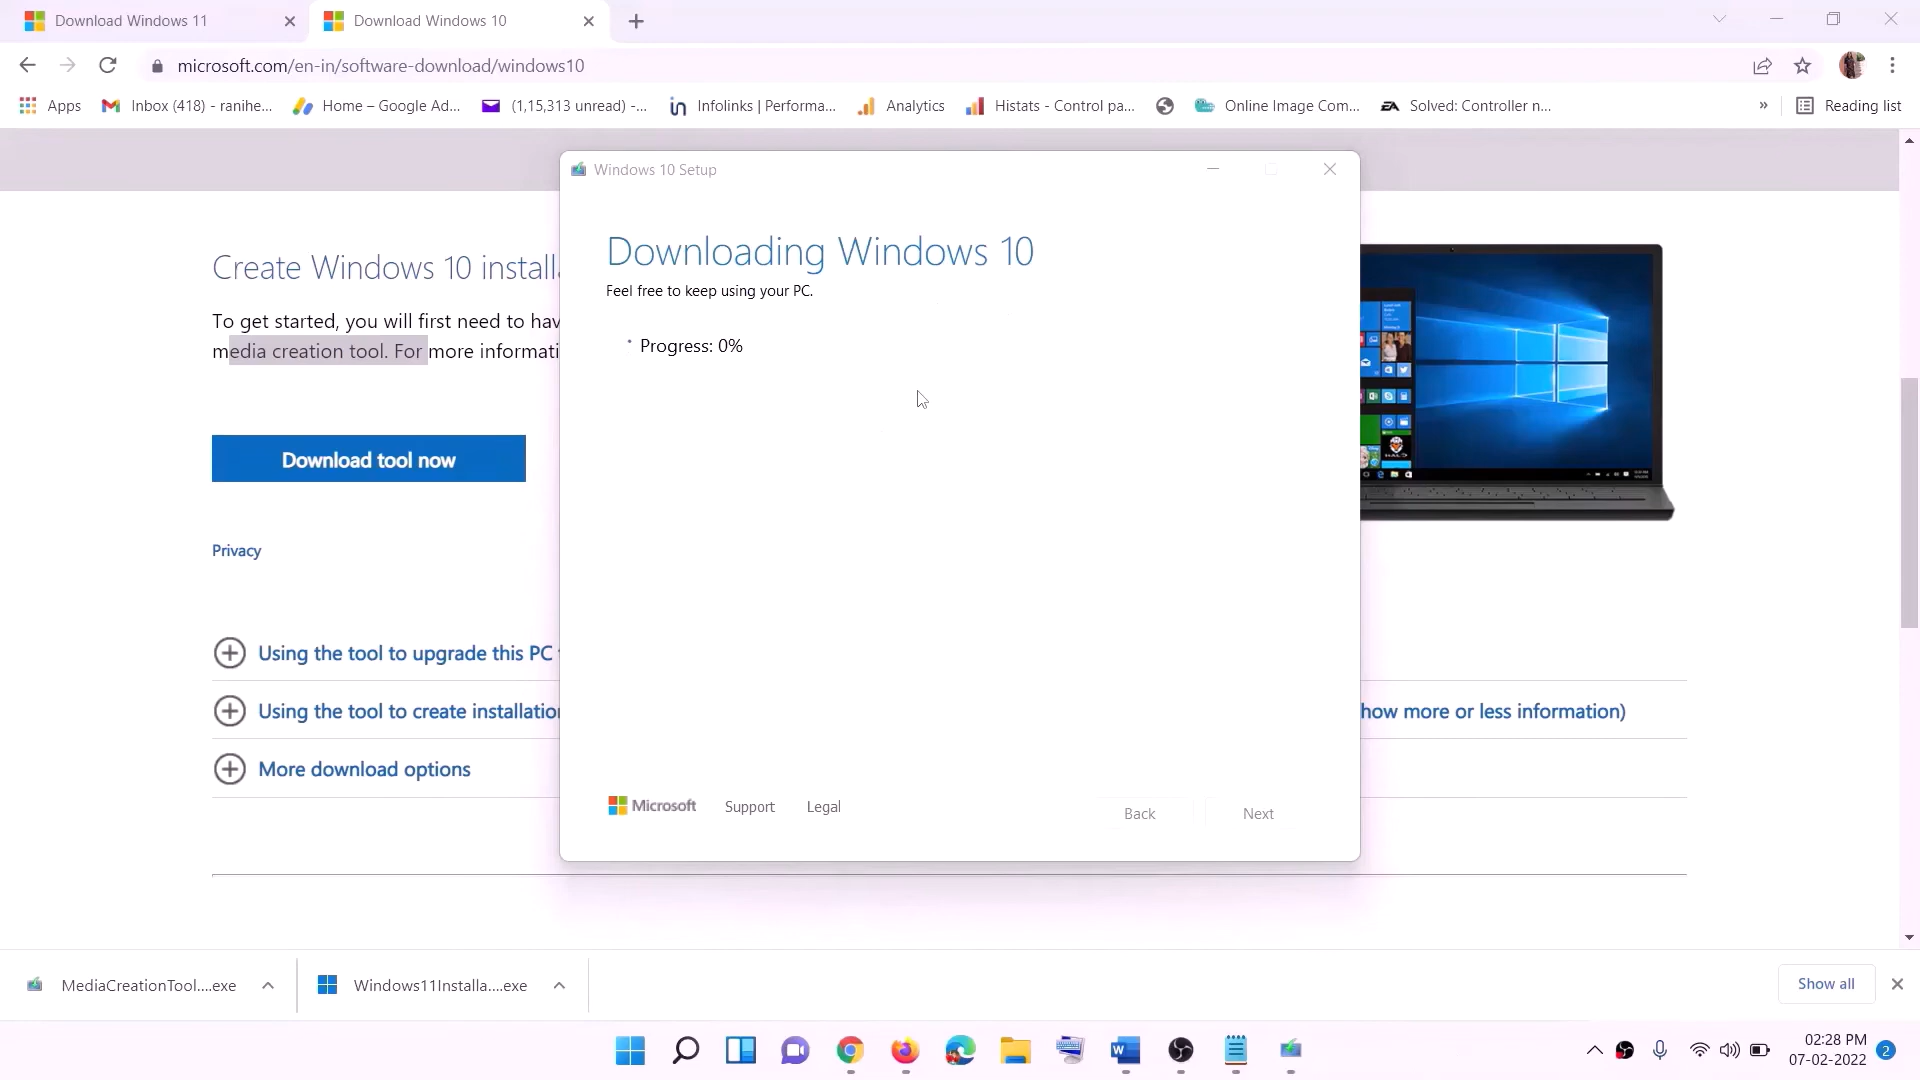 Download Windows 11
Download Windows 10
microsoft.com/en-in/software-download/windows10
Apps
Inbox (418) - ranihe...
Home – Google Ad...
(1,15,313 unread) -...
Infolinks | Performa...
Analytics
Histats - Control pa...
Online Image Com...
Solved: Controller n...
»
Reading list
Windows 10 Setup
Downloading Windows 10
Feel free to keep using your PC.
Progress: 0%
Create Windows 10 install
To get started, you will first need to hav
media creation tool. For more informati
Download tool now
Privacy
Using the tool to upgrade this PC
Using the tool to create installation
how more or less information)
More download options
Microsoft
Support
Legal
Back
Next
MediaCreationTool....exe
Windows11Installa....exe
Show all
02:28 PM
07-02-2022
2